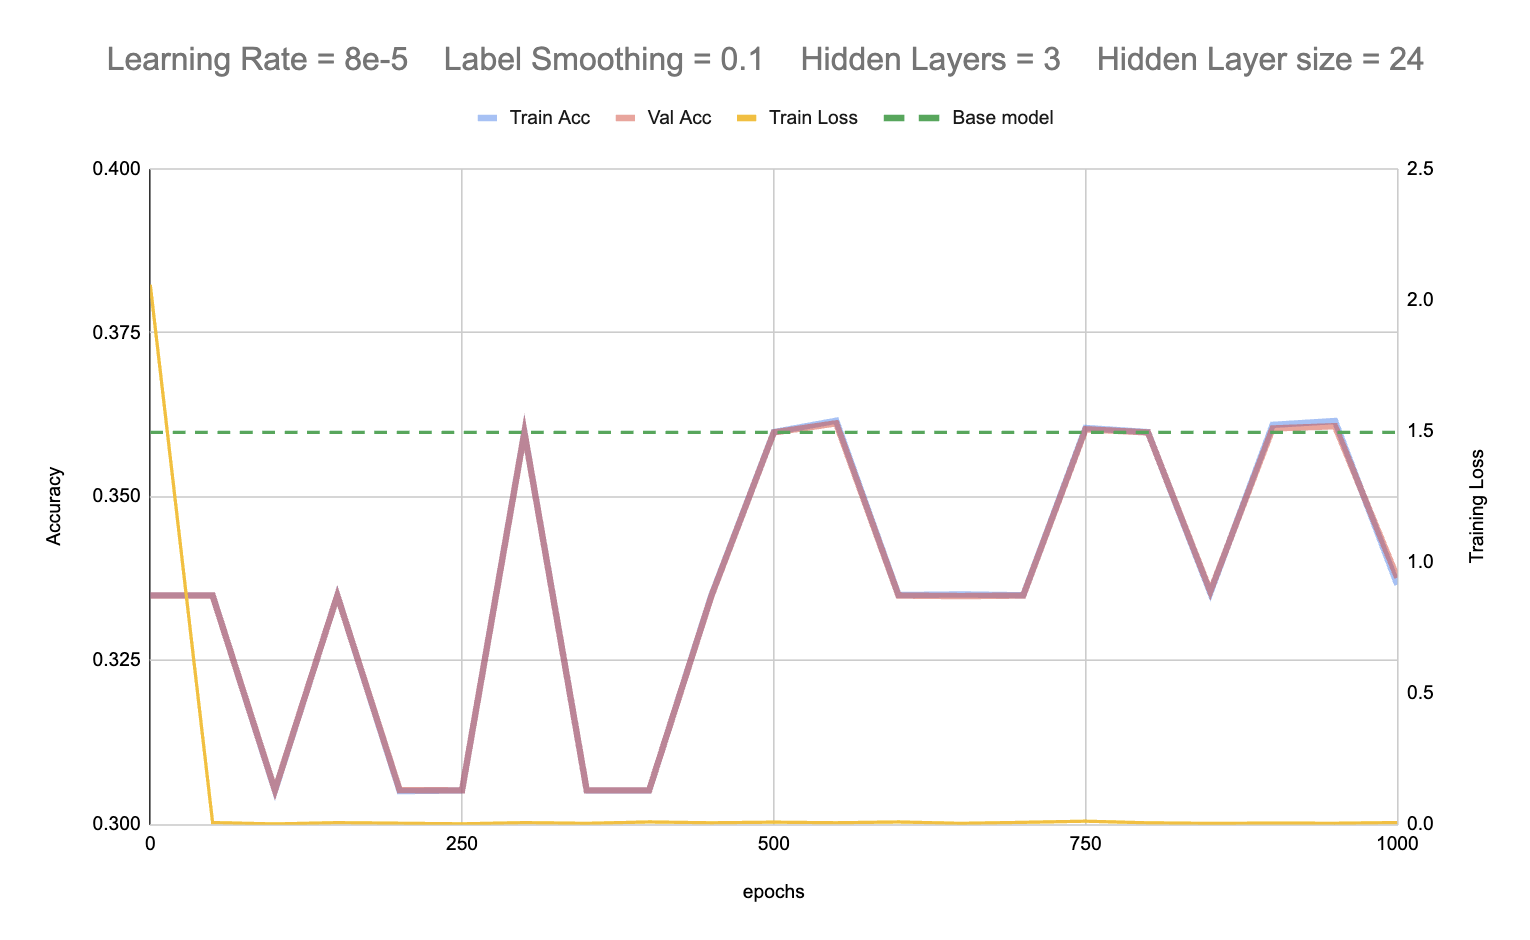 Learning Rate = 8e-5    Label Smoothing = 0.1    Hidden Layers = 3    Hidden Layer size = 24
Train Acc    Val Acc    Train Loss    Base model
0.400
0.375
0.350
0.325
0.300
Accuracy
2.5
2.0
1.5
1.0
0.5
0.0
Training Loss
0    250    500    750    1000
epochs